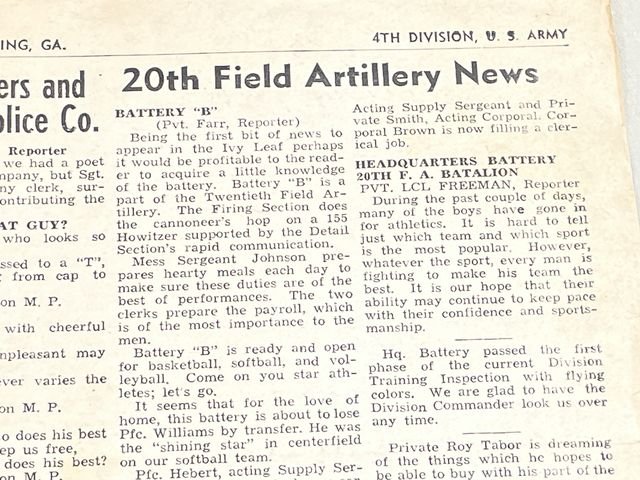 ING, GA.
4TH DIVISION, U. S. ARMY
ers and
olice Co.
Reporter
we had a poet
mpany, but Sgt.
ny clerk, sur-
ontributing the
AT GUY?
who looks so
ssed to a "T",
g from cap to
on M. P.
with cheerful
npleasant may
ever varies the
on M. P.
o does his best
ep us free,
does his best?
on M. P.
20th Field Artillery News
BATTERY "B"
(Pvt. Farr, Reporter)
Being the first bit of news to
appear in the Ivy Leaf perhaps
it would be profitable to the read-
er to acquire a little knowledge
of the battery. Battery "B" is a
part of the Twentieth Field Ar-
tillery. The Firing Section does
the cannoneer's hop on a 155
Howitzer supported by the Detail
Section's rapid communication.
Mess Sergeant Johnson pre-
pares hearty meals each day to
make sure these duties are of the
best of performances. The two
clerks prepare the payroll, which
is of the most importance to the
men.
Battery "B" is ready and open
for basketball, softball, and vol-
leyball. Come on you star ath-
letes; let's go.
It seems that for the love of
home, this battery is about to lose
Pfc. Williams by transfer. He was
the "shining star" in centerfield
on our softball team.
Pfc. Hebert, acting Supply Ser-
Acting Supply Sergeant and Pri-
vate Smith, Acting Corporal. Cor-
poral Brown is now filling a cler-
ical job.
HEADQUARTERS BATTERY
20TH F. A. BATALION
PVT. LCL FREEMAN, Reporter
During the past couple of days,
many of the boys have gone in
for athletics. It is hard to tell
just which team and which sport
is the most popular. However,
whatever the sport, every man is
fighting to make his team the
best. It is our hope that their
ability may continue to keep pace
with their confidence and sports-
manship.
Hq. Battery passed the first
phase of the current Division
Training Inspection with flying
colors. We are glad to have the
Division Commander look us over
any time.
Private Roy Tabor is dreaming
of the things which he hopes to
be able to buy with his part of the